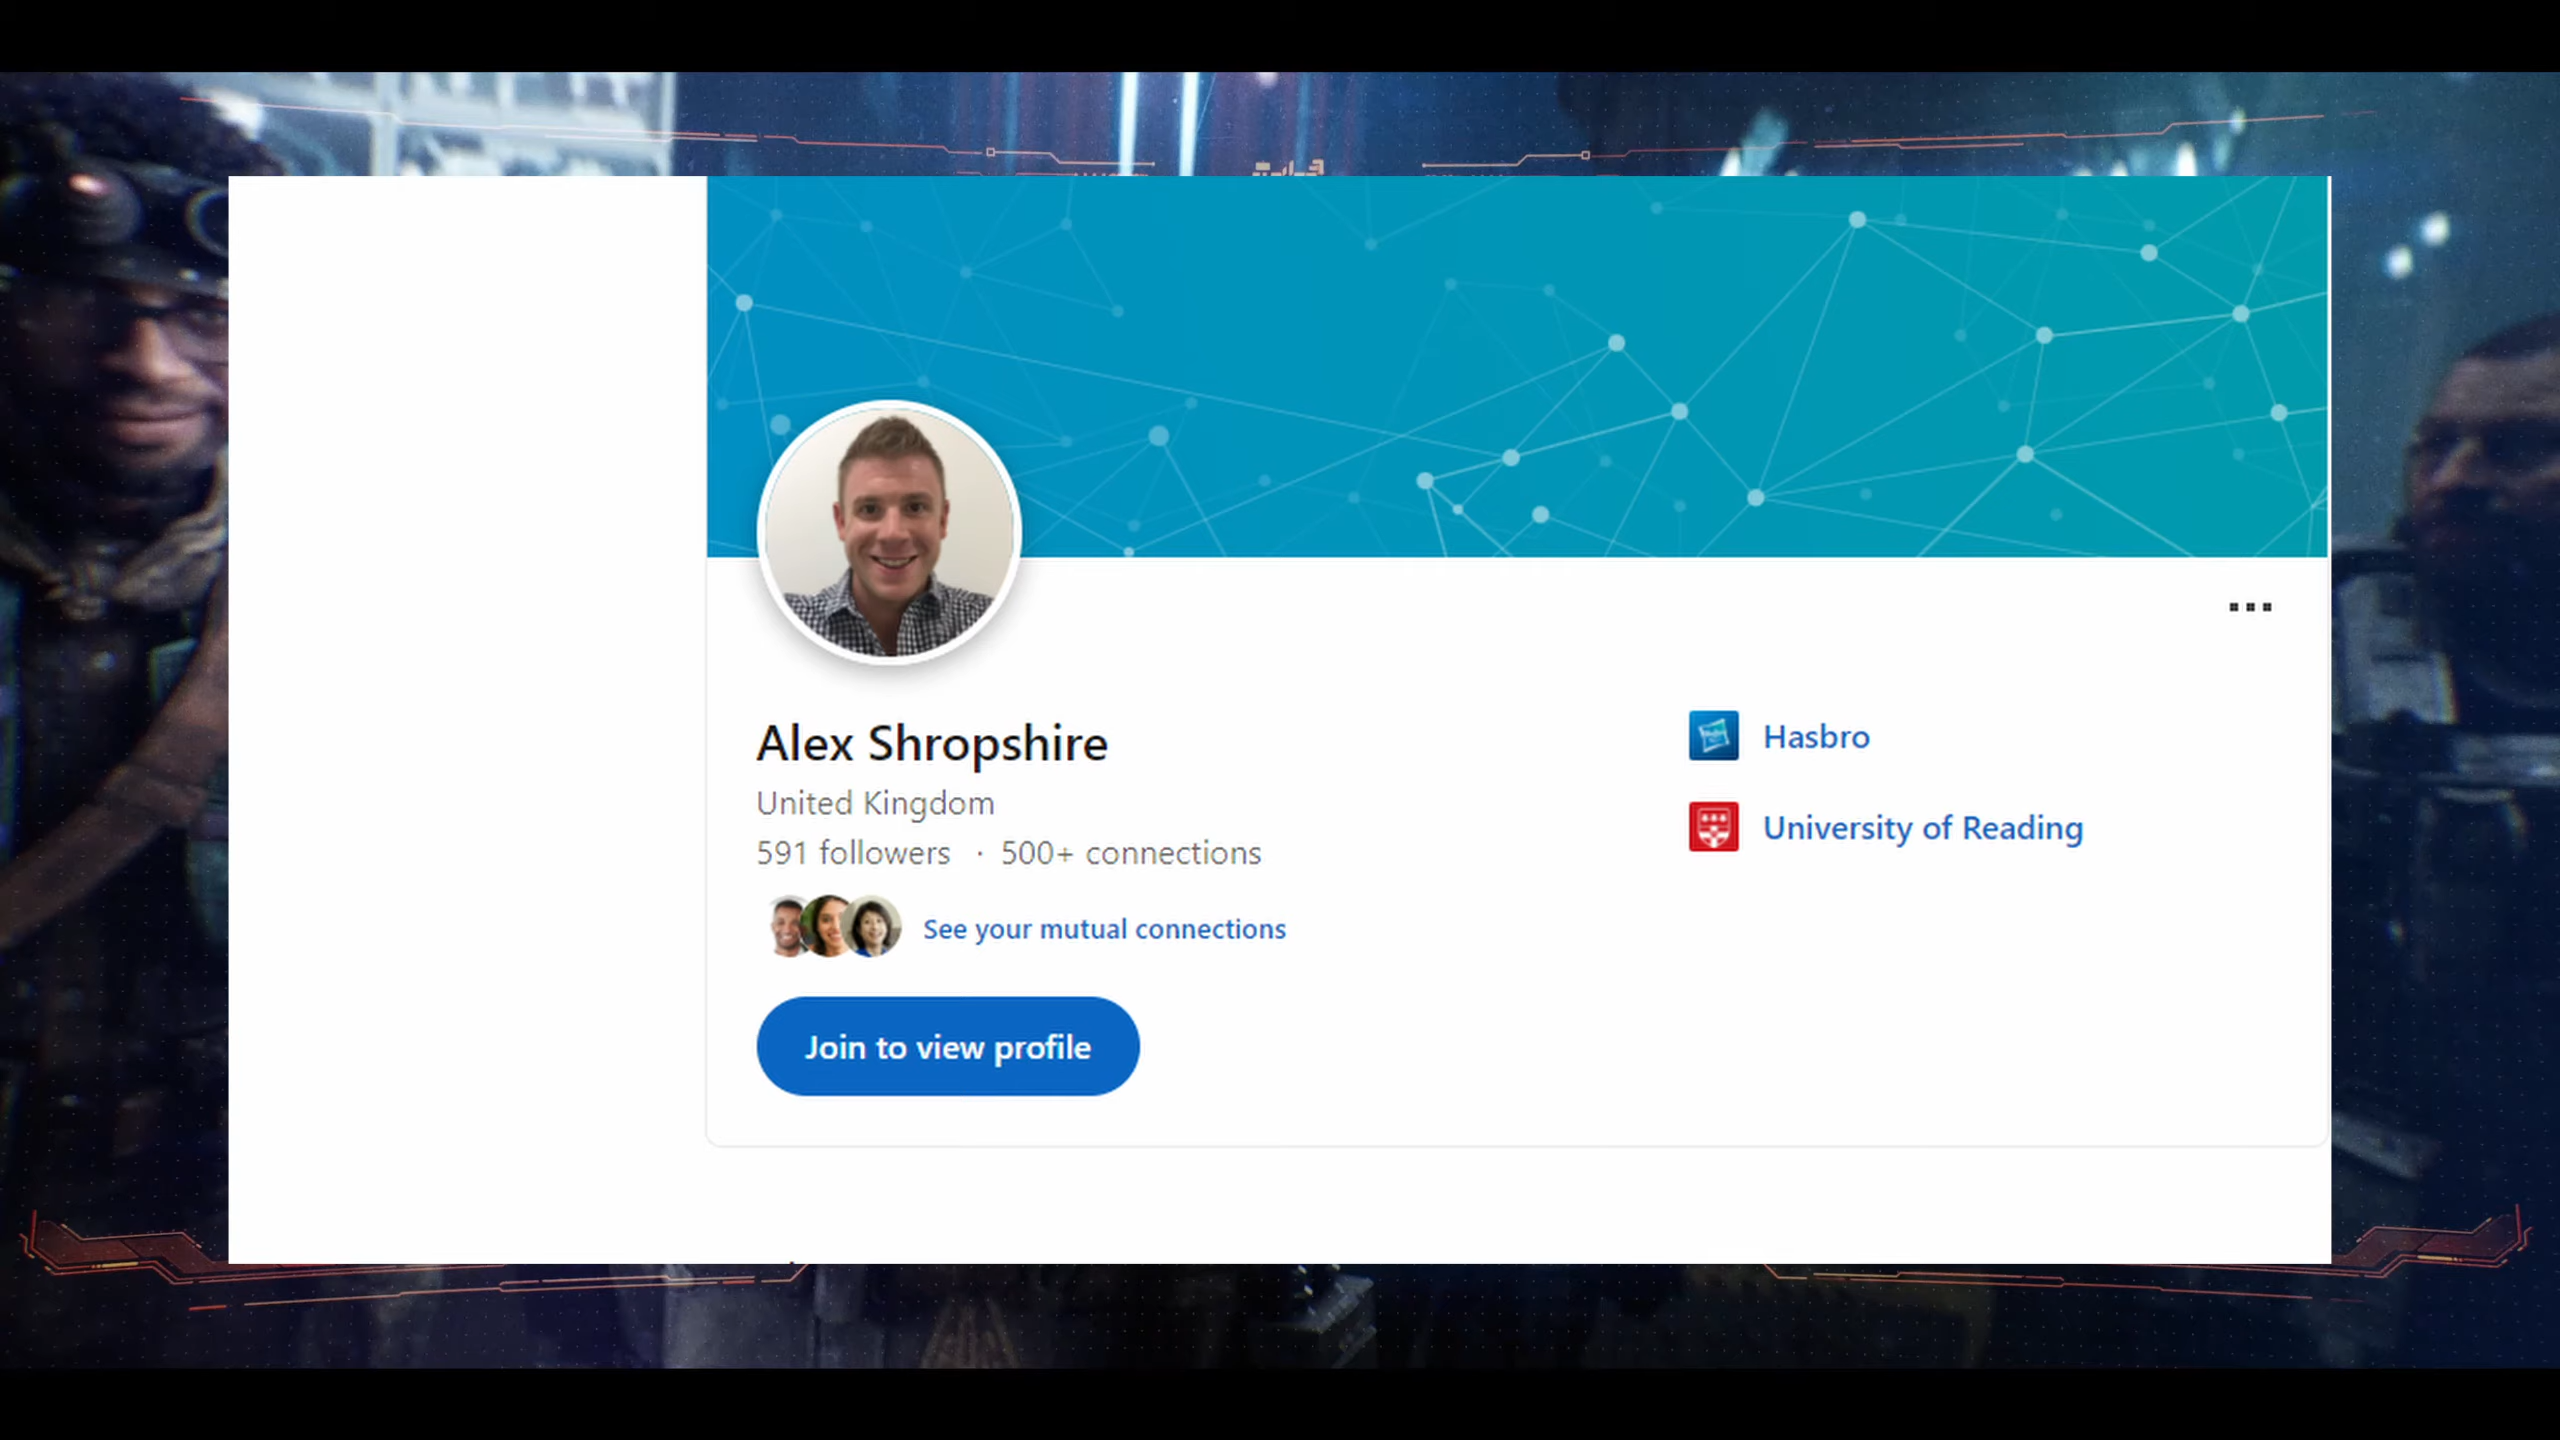 Alex Shropshire
United Kingdom
591 followers · 500+ connections
See your mutual connections
Join to view profile
Hasbro
University of Reading